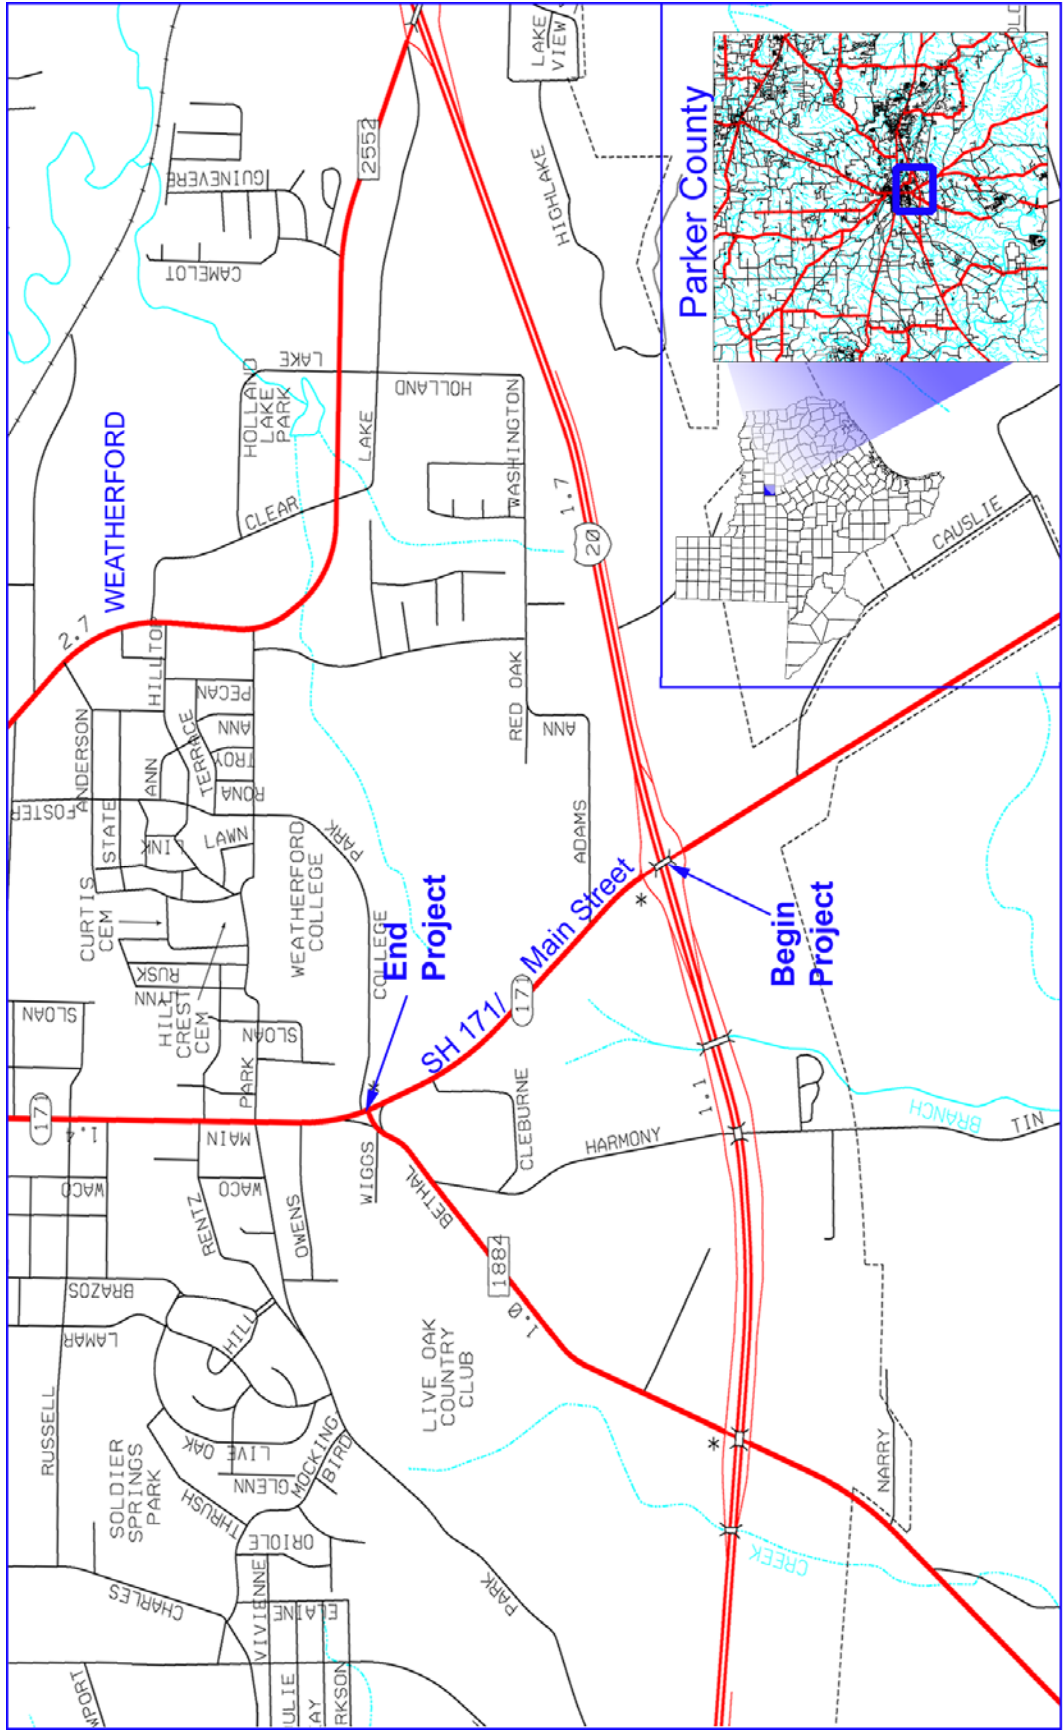 WEATHERFORD
2.7
2552
GUINEVERE
CAMELOT
LAKE
VIEW
HIGHLAKE
Parker County
HOLLAND
LAKE
PARK
LAKE
HOLLAND
LAKE
CLEAR
WASHINGTON
1.7
20
CAUSLIE
HILLTOP
ANDERSON
PECAN
ANN
TROY
RONA
TERRACE
ANN
STATE
FOSTER
LINK
LAWN
RED OAK
ANN
ADAMS
PARK
WEATHERFORD
COLLEGE
CURTIS
CEM
RUSK
LYNN
HILL
CREST
CEM
SLOAN
SLOAN
PARK
COLLEGE
End
Project
SH 171/ Main Street
171
Begin
Project
*
171
1.4
MAIN
WACO
WACO
RENTZ
OWENS
WIGGS
BETHAL
CLEBURNE
HARMONY
1.1
BRANCH
TIN
1884
1.0
BRAZOS
LAMAR
HILL
RUSSELL
LIVE OAK
COUNTRY
CLUB
LIVE OAK
GLENN
MOCKING
BIRD
SOLDIER
SPRINGS
PARK
THRUSH
ORIOLE
*
NARRY
CREEK
CHARLES
VIVIENNE
ELAINE
PARK
WPORT
ULIE
AY
RKSON